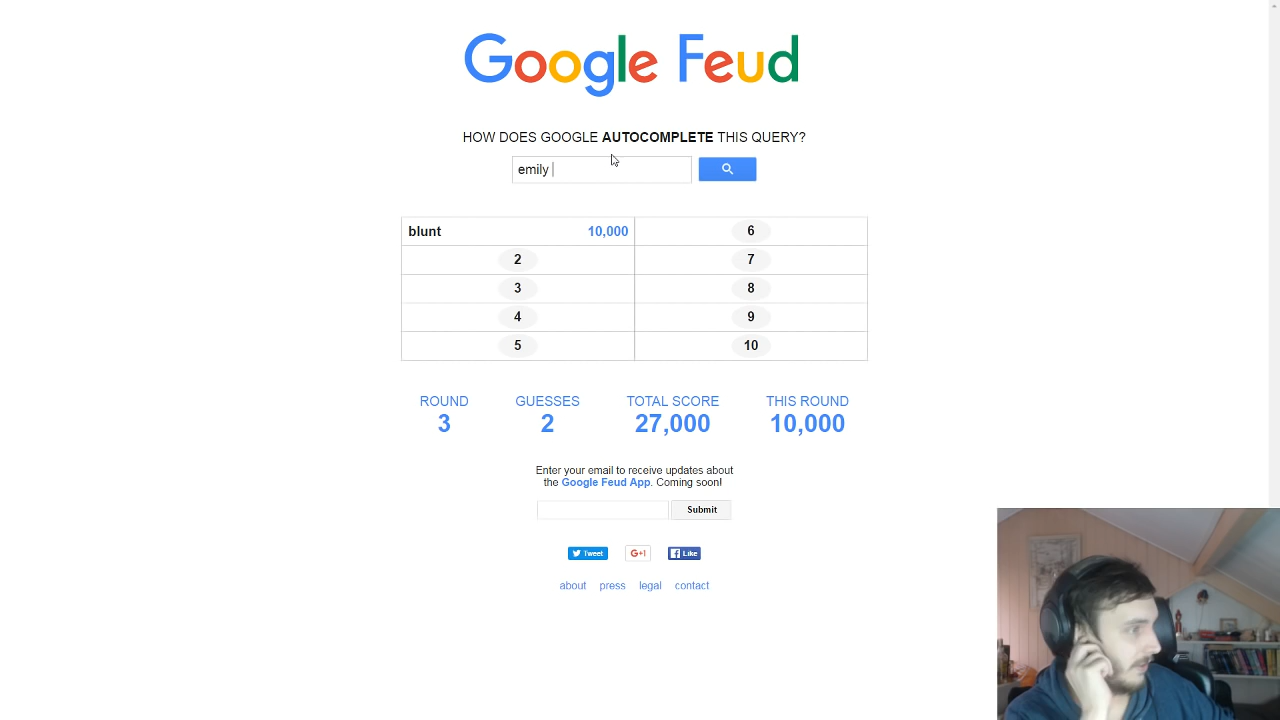 Google Feud
HOW DOES GOOGLE AUTOCOMPLETE THIS QUERY?
emily
blunt 10,000 6
2 7
3 8
4 9
5 10
ROUND GUESSES TOTAL SCORE THIS ROUND
3 2 27,000 10,000
Enter your email to receive updates about
the Google Feud App. Coming soon!
Submit
Tweet G+1 Like
about press legal contact